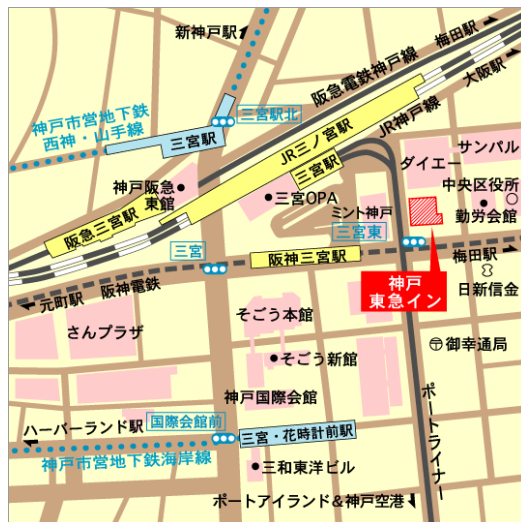 新神戸駅
梅田駅
阪急電鉄神戸線
大阪駅
神戸市営地下鉄
西神・山手線
三宮駅北
三宮駅
JR三ノ宮駅
JR神戸線
三宮駅
サンパル
ダイエー
中央区役所
勤労会館
神戸阪急
東館
三宮OPA
ミント神戸
阪急三宮駅
三宮東
三宮
阪神三宮駅
梅田駅
神戸
東急イン
日新信金
元町駅
阪神電鉄
さんプラザ
そごう本館
御幸通局
そごう新館
神戸国際会館
ポートライナー
国際会館前
ハーバーランド駅
三宮・花時計前駅
神戸市営地下鉄海岸線
三和東洋ビル
ポートアイランド&神戸空港